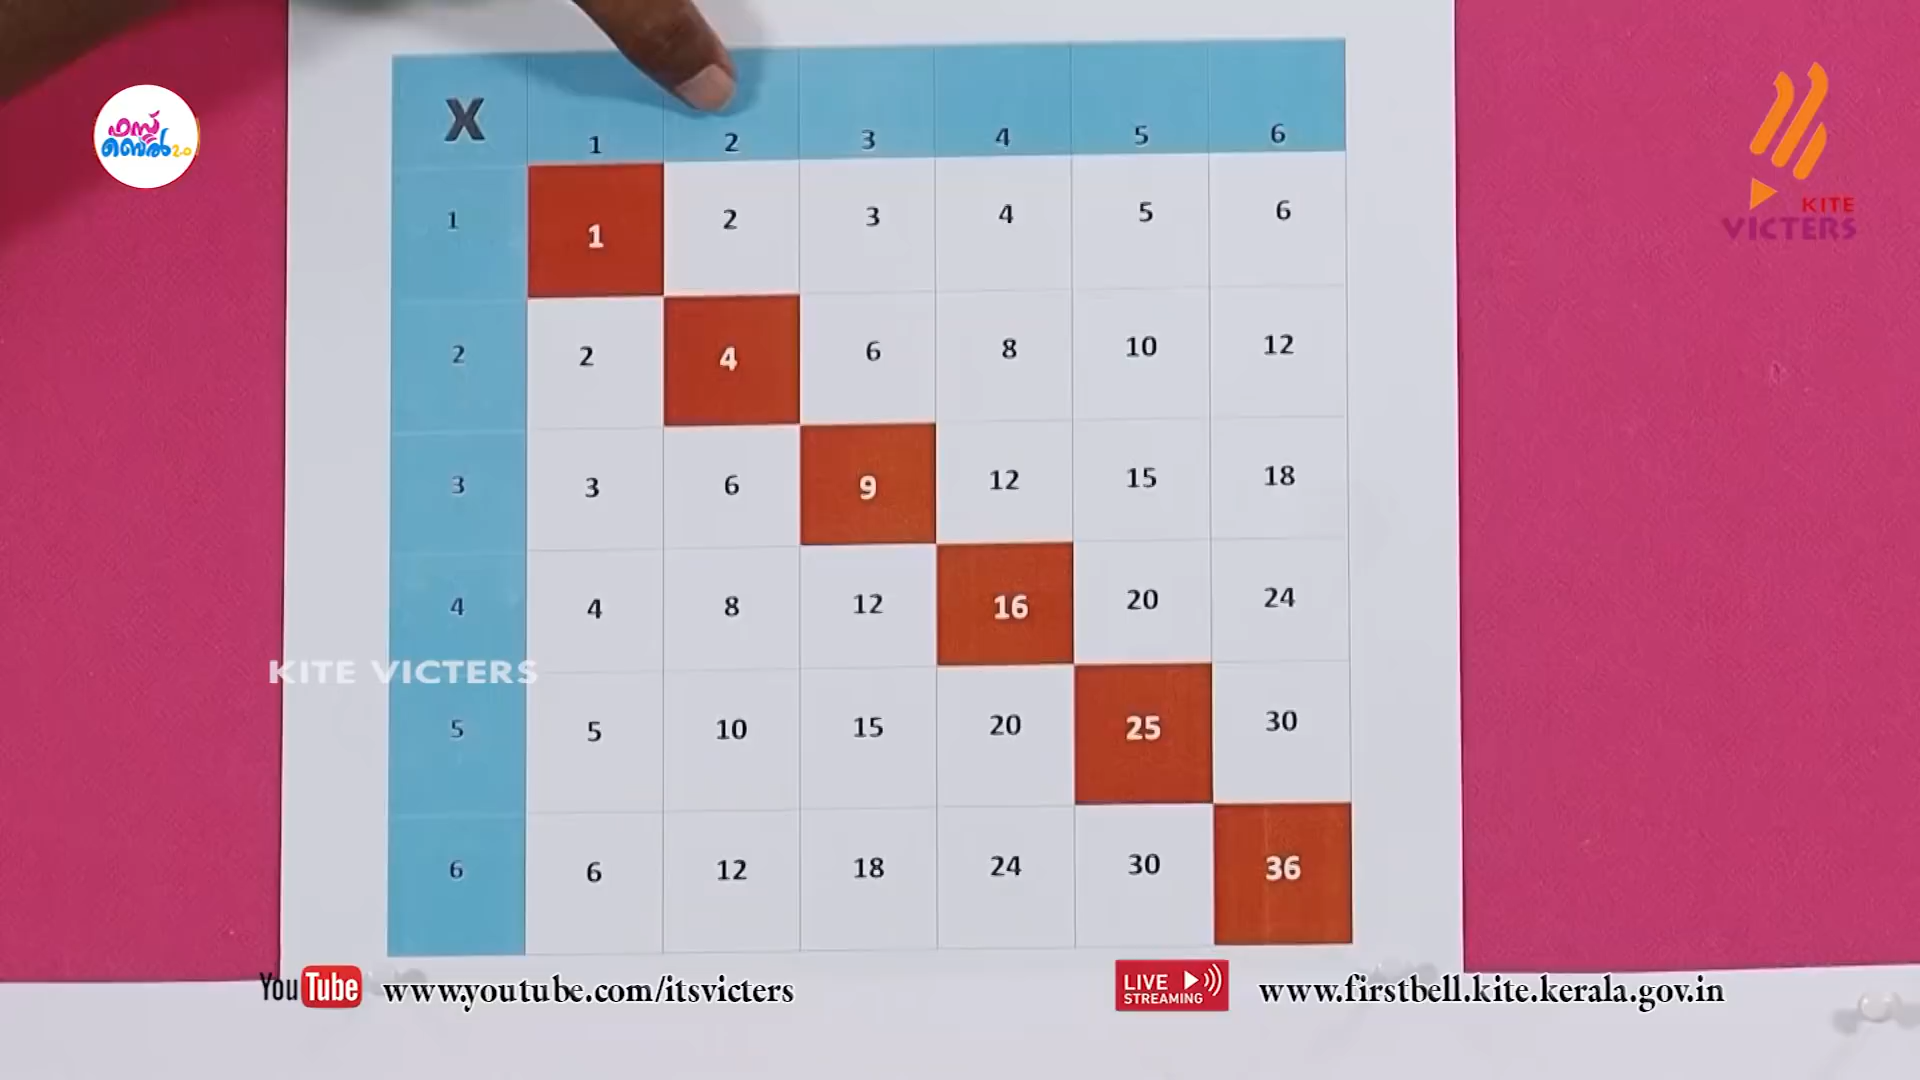 ഫസ്റ്റ്
ബെൽ 2.0
KITE
VICTERS
X 1 2 3 4 5 6
1 1 2 3 4 5 6
2 2 4 6 8 10 12
3 3 6 9 12 15 18
4 4 8 12 16 20 24
KITE VICTERS
5 5 10 15 20 25 30
6 6 12 18 24 30 36
YouTube www.youtube.com/itsvicters
LIVE STREAMING www.firstbell.kite.kerala.gov.in